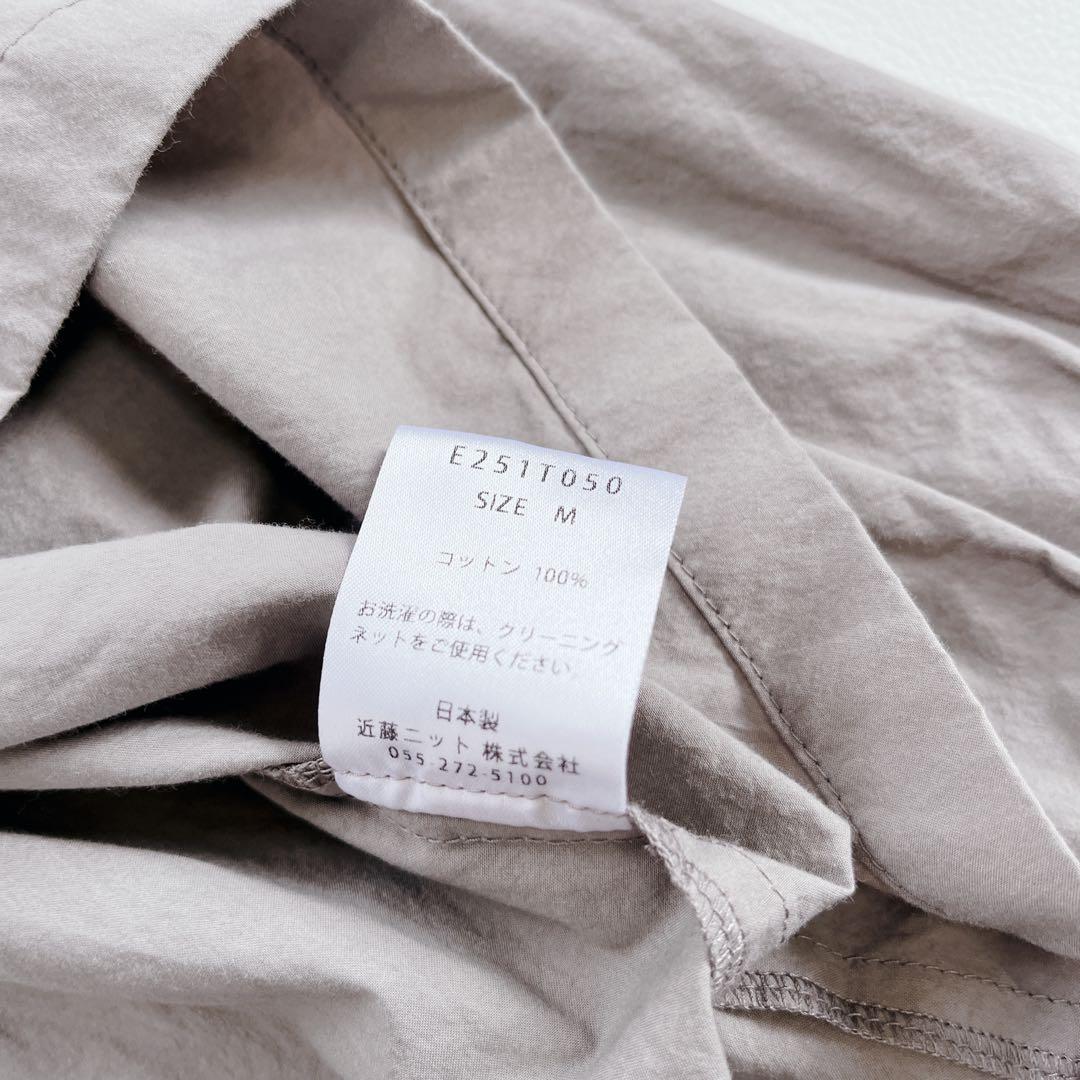 E251T050
SIZE M
コットン 100%
お洗濯の際は、クリーニング
ネットをご使用ください。
日本製
近藤ニット 株式会社
055-272-5100